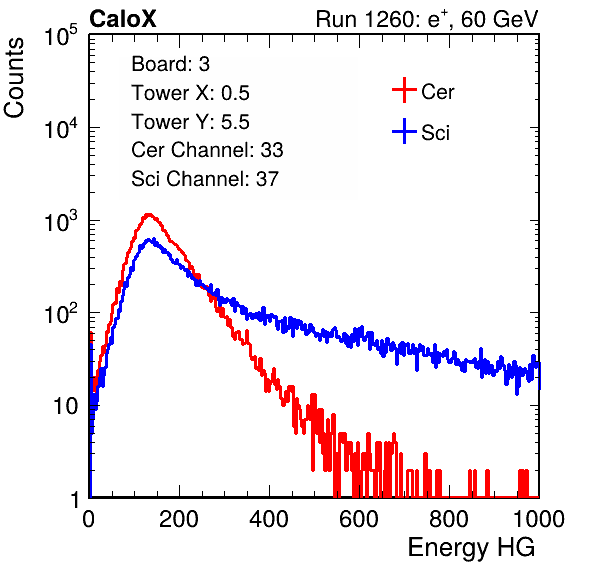 CaloX Run 1260: e⁺, 60 GeV
Counts
10⁵
10⁴
10³
10²
10
1
Board: 3
Tower X: 0.5
Tower Y: 5.5
Cer Channel: 33
Sci Channel: 37
Cer
Sci
0 200 400 600 800 1000
Energy HG